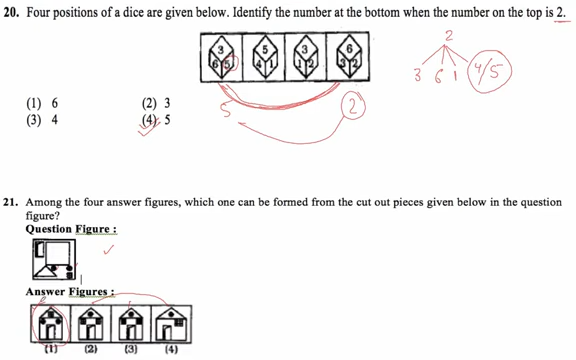 20. Four positions of a dice are given below. Identify the number at the bottom when the number on the top is 2.
2
3 6 1 4/5
3 5 3 6
6 5 4 1 1 2 3 2
5 2
(1) 6 (2) 3
(3) 4 (4) 5
21. Among the four answer figures, which one can be formed from the cut out pieces given below in the question
figure?
Question Figure :
Answer Figures :
(1) (2) (3) (4)